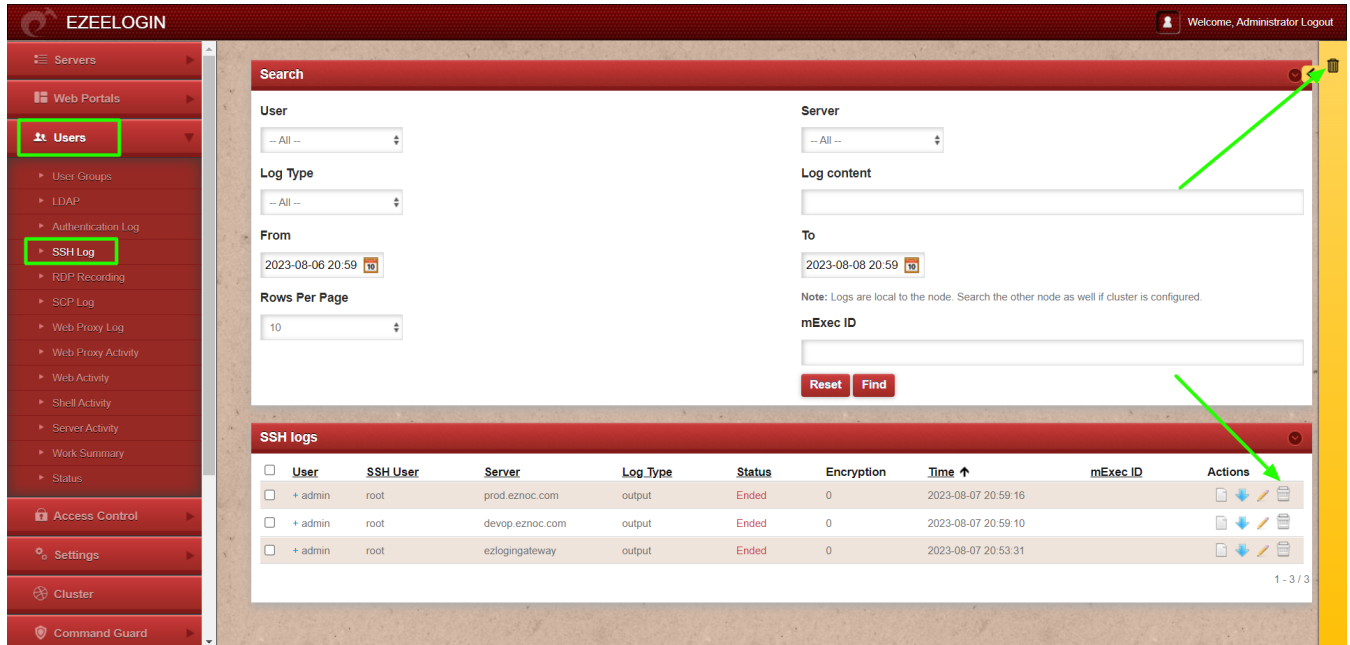 EZEELOGIN
Welcome, Administrator Logout
Servers
Web Portals
Users
User Groups
LDAP
Authentication Log
SSH Log
RDP Recording
SCP Log
Web Proxy Log
Web Proxy Activity
Web Activity
Shell Activity
Server Activity
Work Summary
Status
Access Control
Settings
Cluster
Command Guard
Search
User
Server
-- All --
-- All --
Log Type
Log content
-- All --
From
To
2023-08-06 20:59
10
2023-08-08 20:59
10
Rows Per Page
Note: Logs are local to the node. Search the other node as well if cluster is configured.
10
mExec ID
Reset Find
SSH logs
User SSH User Server Log Type Status Encryption Time ↑ mExec ID Actions
+ admin root prod.eznoc.com output Ended 0 2023-08-07 20:59:16
+ admin root devop.eznoc.com output Ended 0 2023-08-07 20:59:10
+ admin root ezlogingateway output Ended 0 2023-08-07 20:53:31
1 - 3 / 3